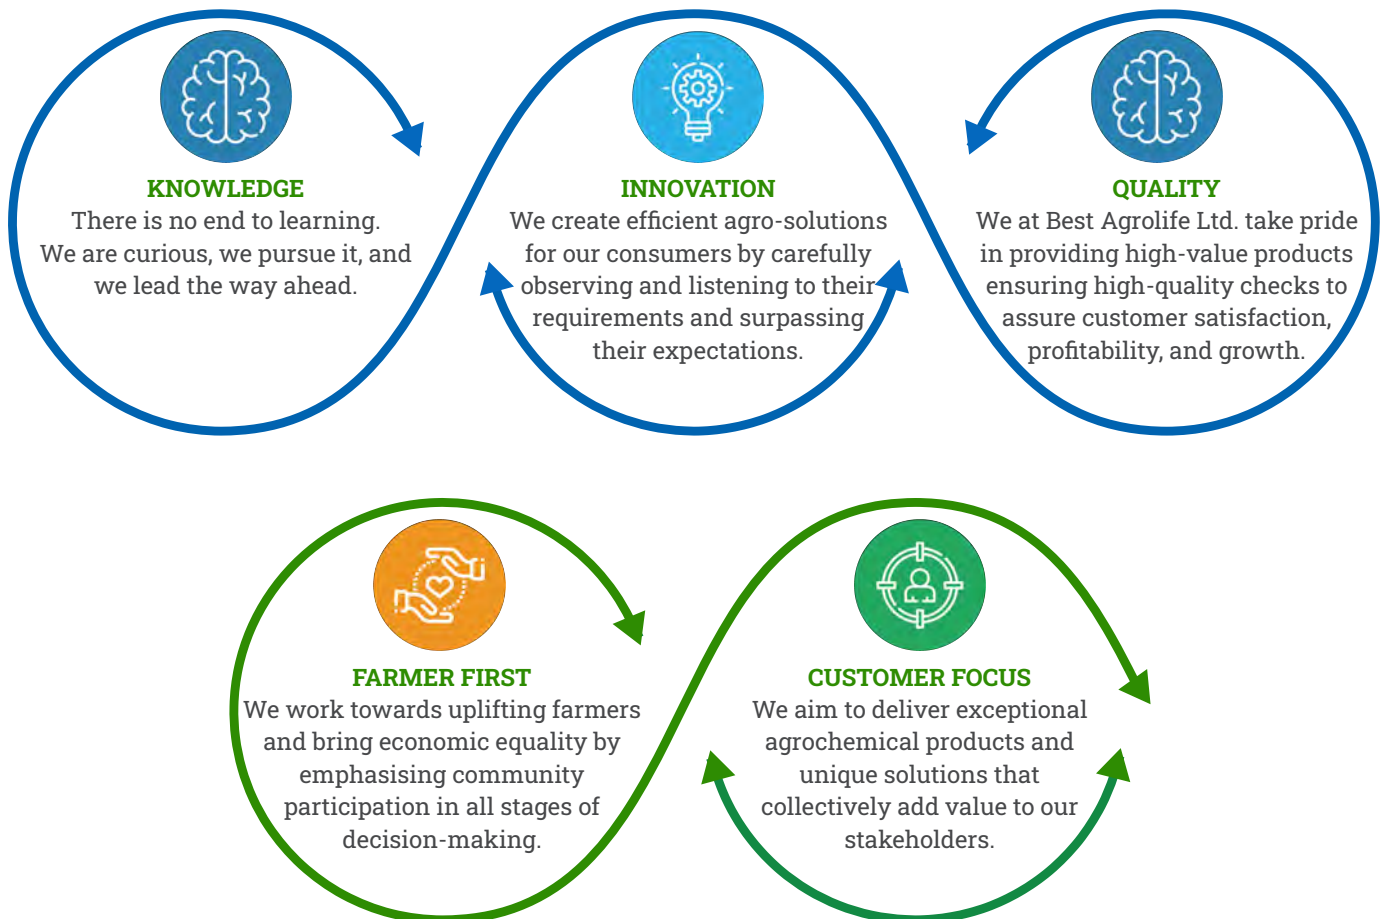 KNOWLEDGE
There is no end to learning.
We are curious, we pursue it, and
we lead the way ahead.
INNOVATION
We create efficient agro-solutions
for our consumers by carefully
observing and listening to their
requirements and surpassing
their expectations.
QUALITY
We at Best Agrolife Ltd. take pride
in providing high-value products
ensuring high-quality checks to
assure customer satisfaction,
profitability, and growth.
FARMER FIRST
We work towards uplifting farmers
and bring economic equality by
emphasising community
participation in all stages of
decision-making.
CUSTOMER FOCUS
We aim to deliver exceptional
agrochemical products and
unique solutions that
collectively add value to our
stakeholders.